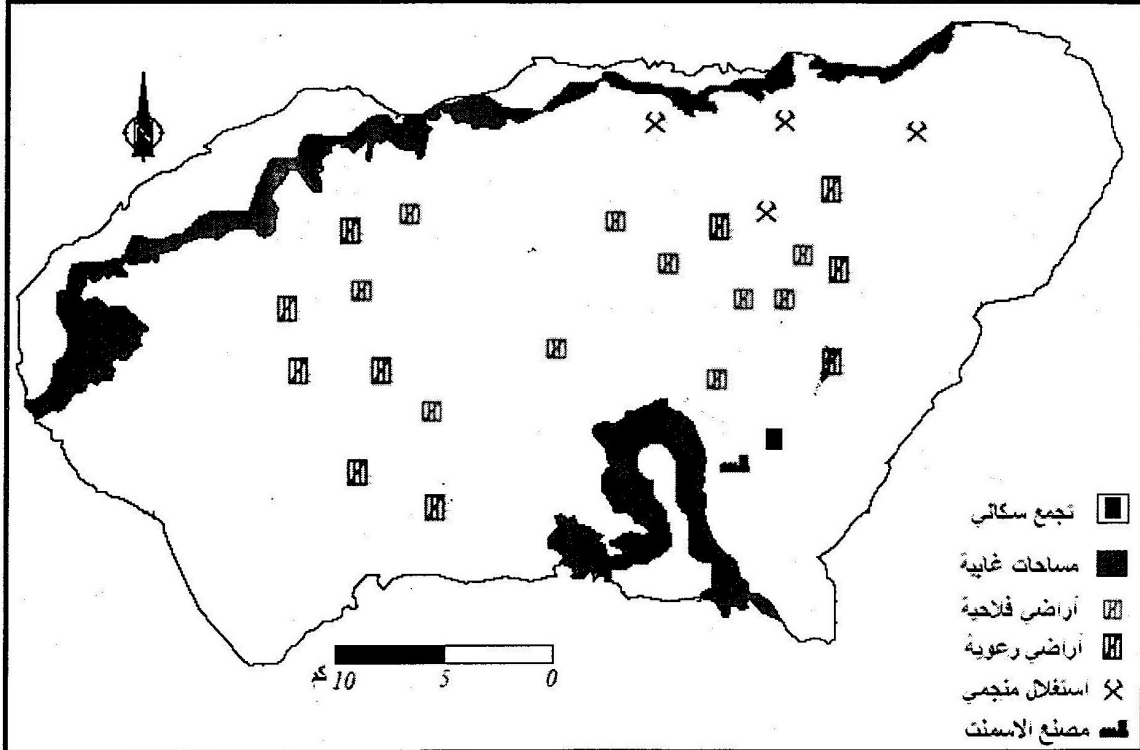 تجمع سكاني
مساحات غابية
أراضي فلاحية
أراضي رعوية
استغلال منجمي
مصنع الاسمنت
كم 10 5 0